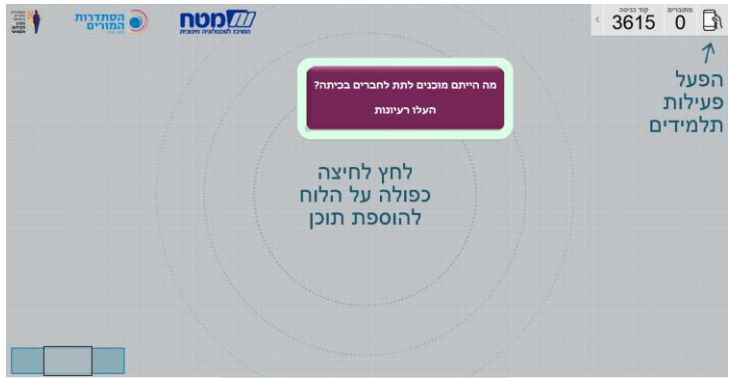 מחוברים
0
קוד כניסה
3615
מטח
המרכז לטכנולוגיה חינוכית
הסתדרות
המורים
הפעל
פעילות
תלמידים
מה הייתם מוכנים לתת לחברים בכיתה?
העלו רעיונות
לחץ לחיצה
כפולה על הלוח
להוספת תוכן